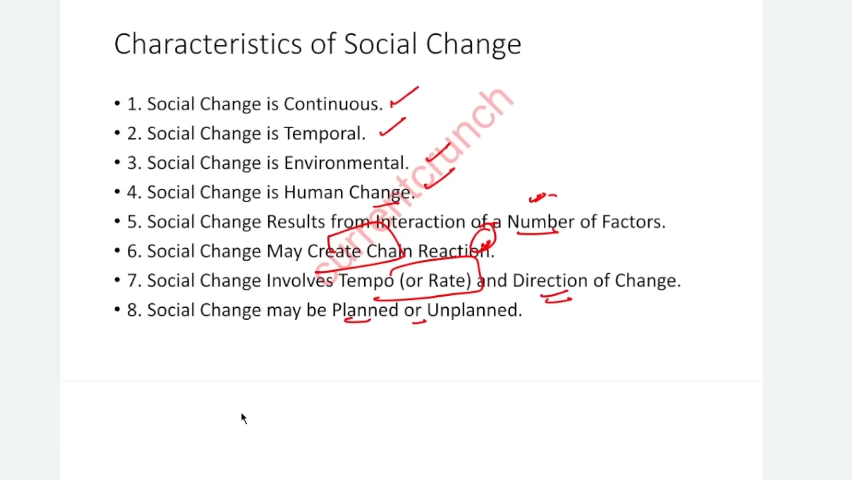 Characteristics of Social Change
• 1. Social Change is Continuous.
• 2. Social Change is Temporal.
• 3. Social Change is Environmental.
• 4. Social Change is Human Change.
• 5. Social Change Results from Interaction of a Number of Factors.
• 6. Social Change May Create Chain Reaction.
• 7. Social Change Involves Tempo (or Rate) and Direction of Change.
• 8. Social Change may be Planned or Unplanned.
currentcrunch